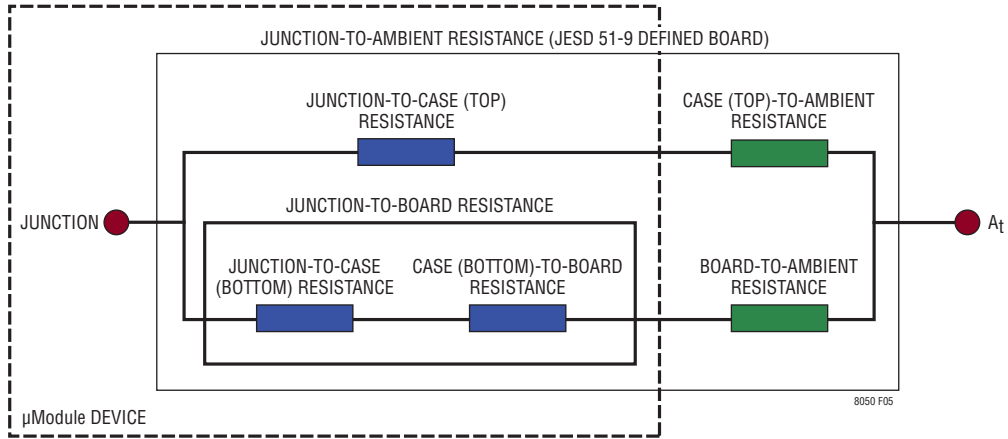 JUNCTION-TO-AMBIENT RESISTANCE (JESD 51-9 DEFINED BOARD)
JUNCTION-TO-CASE (TOP)
RESISTANCE
CASE (TOP)-TO-AMBIENT
RESISTANCE
JUNCTION
JUNCTION-TO-BOARD RESISTANCE
At
JUNCTION-TO-CASE
(BOTTOM) RESISTANCE
CASE (BOTTOM)-TO-BOARD
RESISTANCE
BOARD-TO-AMBIENT
RESISTANCE
8050 F05
µModule DEVICE